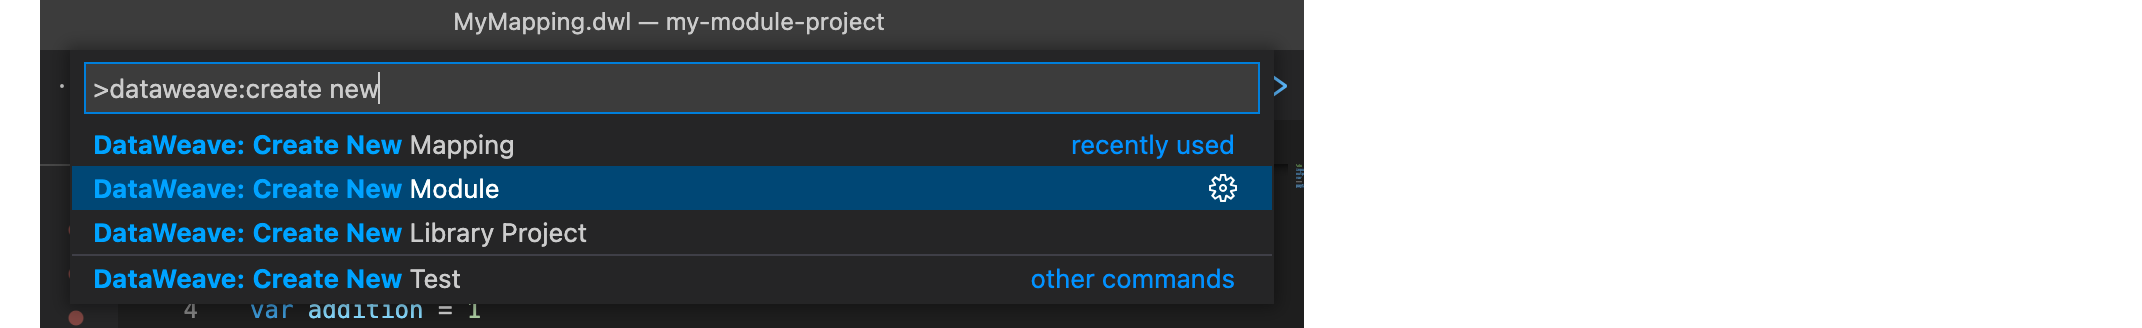 MyMapping.dwl — my-module-project
>dataweave:create new
DataWeave: Create New Mapping recently used
DataWeave: Create New Module
DataWeave: Create New Library Project
DataWeave: Create New Test other commands
4 var addition = 1